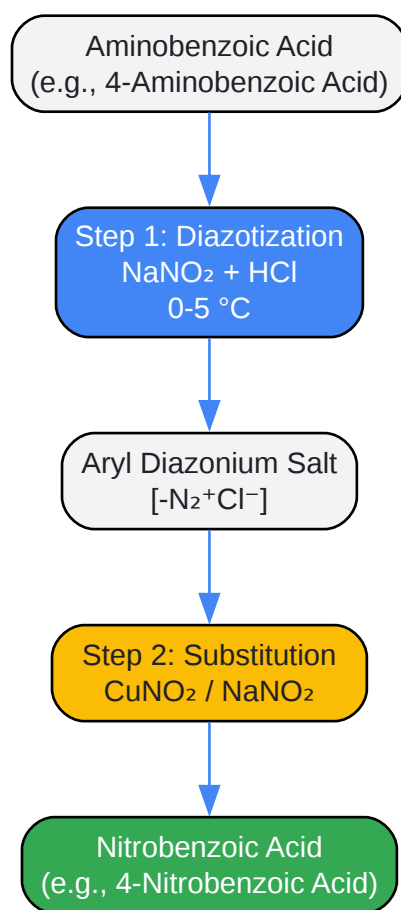 Aminobenzoic Acid
(e.g., 4-Aminobenzoic Acid)
Step 1: Diazotization
NaNO₂ + HCl
0-5 °C
Aryl Diazonium Salt
[-N₂⁺Cl⁻]
Step 2: Substitution
CuNO₂ / NaNO₂
Nitrobenzoic Acid
(e.g., 4-Nitrobenzoic Acid)